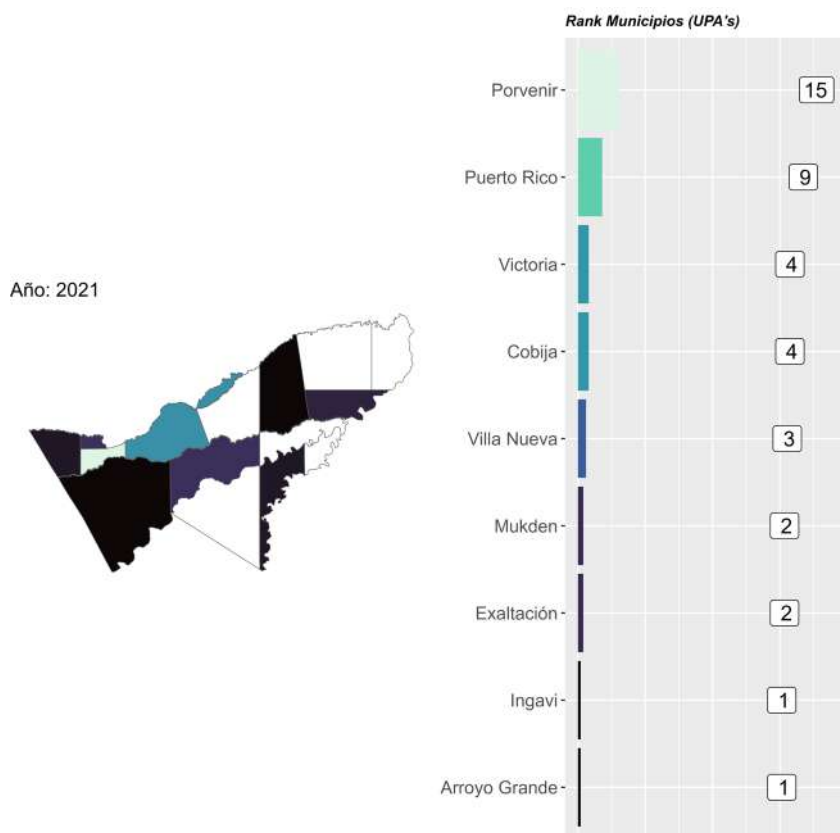 Rank Municipios (UPA's)
Porvenir
15
Puerto Rico
9
Año: 2021
Victoria
4
Cobija
4
Villa Nueva
3
Mukden
2
Exaltación
2
Ingavi
1
Arroyo Grande
1